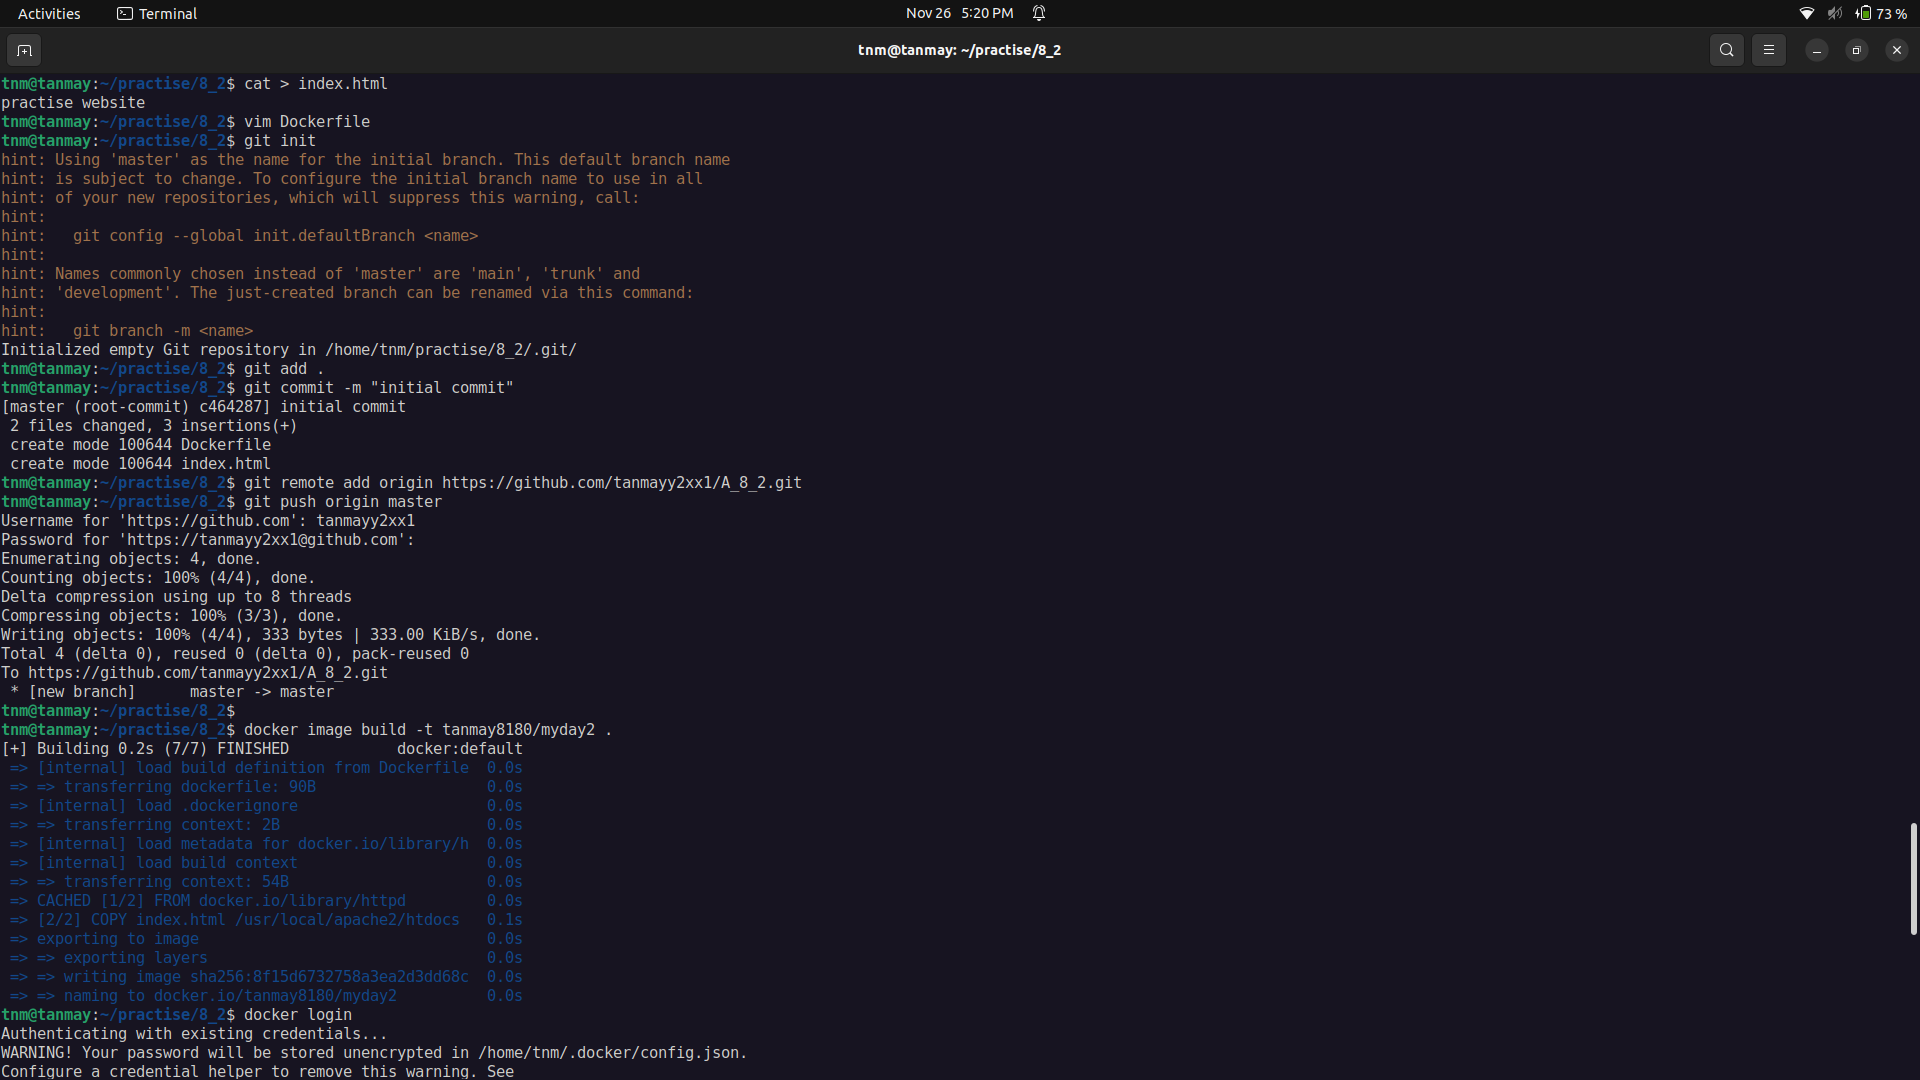 Activities Terminal Nov 26 5:20 PM 73 %
tnm@tanmay: ~/practise/8_2
tnm@tanmay:~/practise/8_2$ cat > index.html
practise website
tnm@tanmay:~/practise/8_2$ vim Dockerfile
tnm@tanmay:~/practise/8_2$ git init
hint: Using 'master' as the name for the initial branch. This default branch name
hint: is subject to change. To configure the initial branch name to use in all
hint: of your new repositories, which will suppress this warning, call:
hint:
hint:   git config --global init.defaultBranch <name>
hint:
hint: Names commonly chosen instead of 'master' are 'main', 'trunk' and
hint: 'development'. The just-created branch can be renamed via this command:
hint:
hint:   git branch -m <name>
Initialized empty Git repository in /home/tnm/practise/8_2/.git/
tnm@tanmay:~/practise/8_2$ git add .
tnm@tanmay:~/practise/8_2$ git commit -m "initial commit"
[master (root-commit) c464287] initial commit
 2 files changed, 3 insertions(+)
 create mode 100644 Dockerfile
 create mode 100644 index.html
tnm@tanmay:~/practise/8_2$ git remote add origin https://github.com/tanmayy2xx1/A_8_2.git
tnm@tanmay:~/practise/8_2$ git push origin master
Username for 'https://github.com': tanmayy2xx1
Password for 'https://tanmayy2xx1@github.com':
Enumerating objects: 4, done.
Counting objects: 100% (4/4), done.
Delta compression using up to 8 threads
Compressing objects: 100% (3/3), done.
Writing objects: 100% (4/4), 333 bytes | 333.00 KiB/s, done.
Total 4 (delta 0), reused 0 (delta 0), pack-reused 0
To https://github.com/tanmayy2xx1/A_8_2.git
 * [new branch]      master -> master
tnm@tanmay:~/practise/8_2$
tnm@tanmay:~/practise/8_2$ docker image build -t tanmay8180/myday2 .
[+] Building 0.2s (7/7) FINISHED            docker:default
 => [internal] load build definition from Dockerfile  0.0s
 => => transferring dockerfile: 90B                   0.0s
 => [internal] load .dockerignore                     0.0s
 => => transferring context: 2B                       0.0s
 => [internal] load metadata for docker.io/library/h  0.0s
 => [internal] load build context                     0.0s
 => => transferring context: 54B                      0.0s
 => CACHED [1/2] FROM docker.io/library/httpd         0.0s
 => [2/2] COPY index.html /usr/local/apache2/htdocs   0.1s
 => exporting to image                                0.0s
 => => exporting layers                               0.0s
 => => writing image sha256:8f15d6732758a3ea2d3dd68c  0.0s
 => => naming to docker.io/tanmay8180/myday2          0.0s
tnm@tanmay:~/practise/8_2$ docker login
Authenticating with existing credentials...
WARNING! Your password will be stored unencrypted in /home/tnm/.docker/config.json.
Configure a credential helper to remove this warning. See